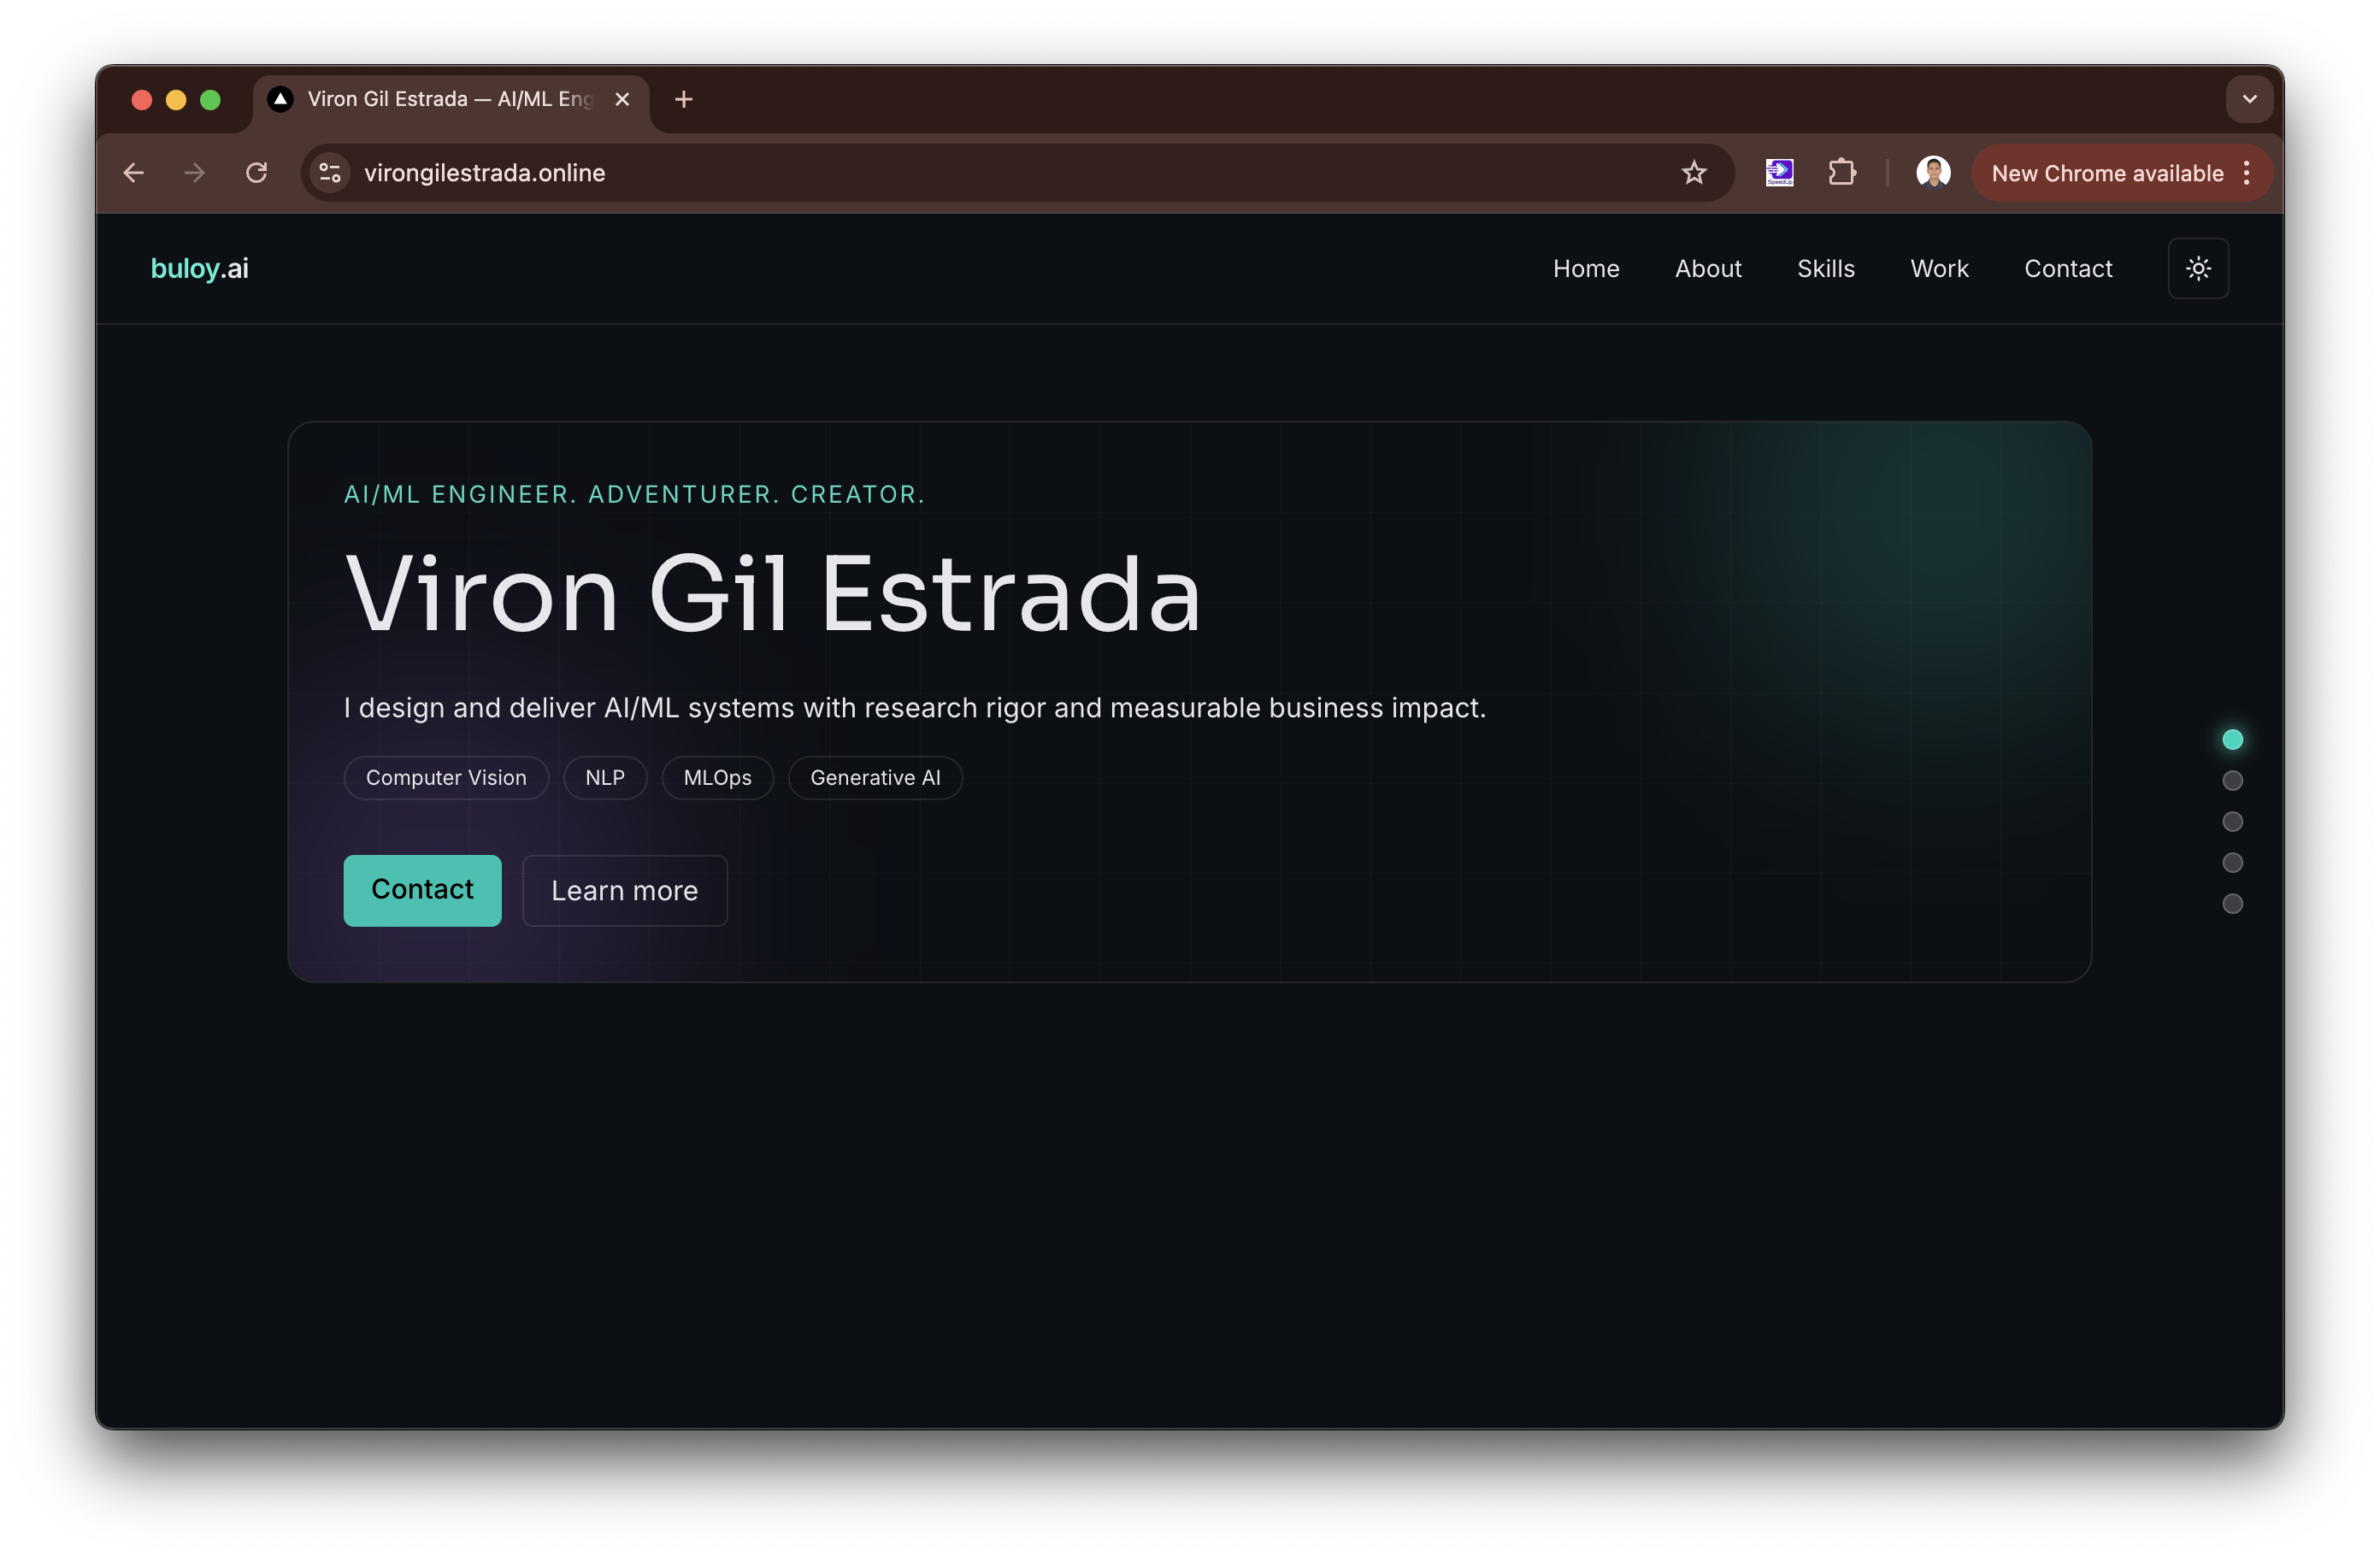 Viron Gil Estrada — AI/ML Eng
virongilestrada.online
SpeedUp
New Chrome available
buloy.ai
Home
About
Skills
Work
Contact
AI/ML ENGINEER. ADVENTURER. CREATOR.
Viron Gil Estrada
I design and deliver AI/ML systems with research rigor and measurable business impact.
Computer Vision
NLP
MLOps
Generative AI
Contact
Learn more